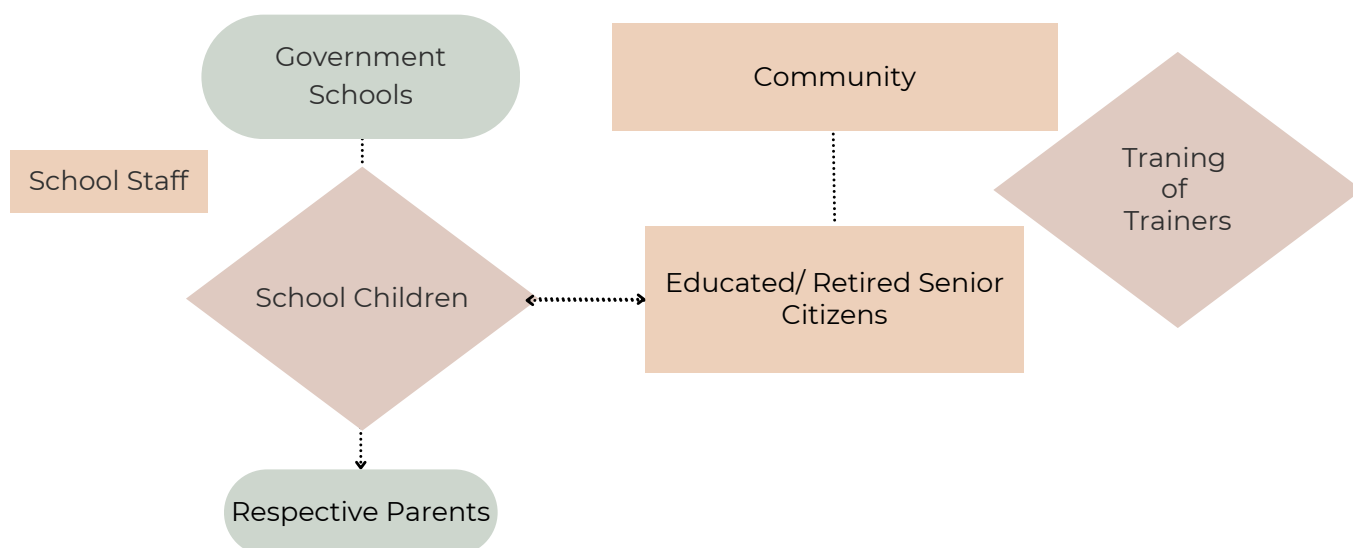 Government
Schools
Community
Traning
of
Trainers
School Staff
School Children
Educated/ Retired Senior
Citizens
Respective Parents